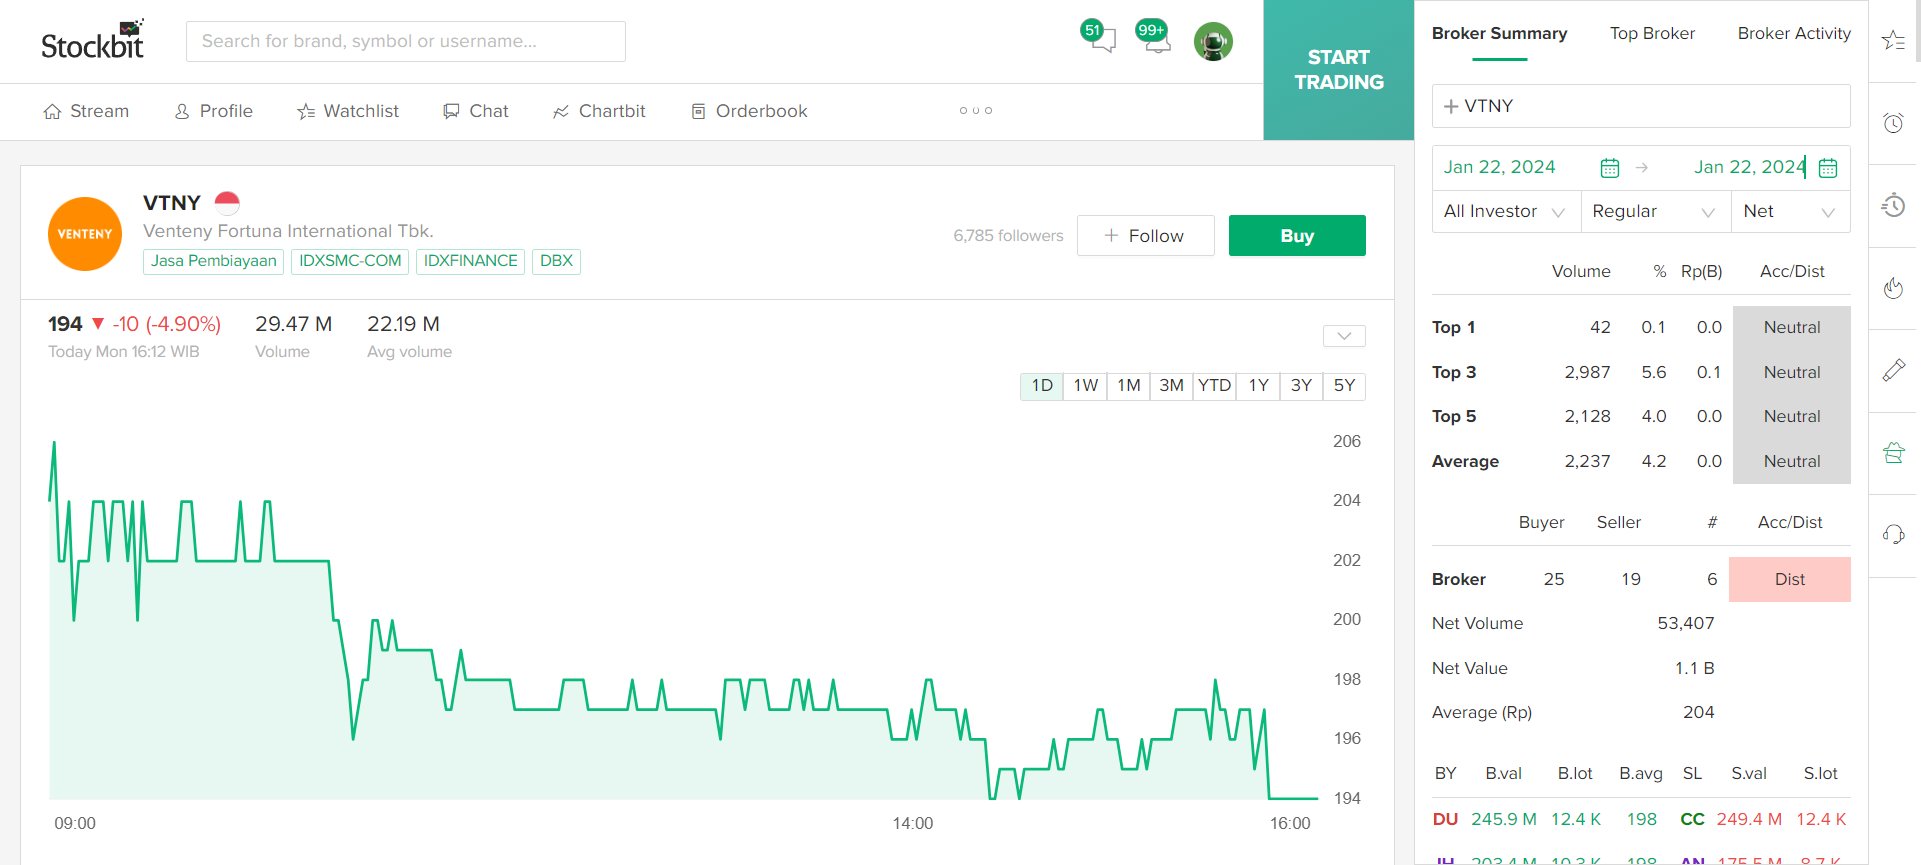 Stockbit
Search for brand, symbol or username...
51
99+
START
TRADING
Stream
Profile
Watchlist
Chat
Chartbit
Orderbook
VENTENY
VTNY
Venteny Fortuna International Tbk.
Jasa Pembiayaan
IDXSMC-COM
IDXFINANCE
DBX
6,785 followers
+ Follow
Buy
194 ▼ -10 (-4.90%)
29.47 M
22.19 M
Today Mon 16:12 WIB
Volume
Avg volume
1D 1W 1M 3M YTD 1Y 3Y 5Y
206
204
202
200
198
196
194
09:00 14:00 16:00
Broker Summary Top Broker Broker Activity
+ VTNY
Jan 22, 2024 → Jan 22, 2024
All Investor Regular Net
Volume % Rp(B) Acc/Dist
Top 1 42 0.1 0.0 Neutral
Top 3 2,987 5.6 0.1 Neutral
Top 5 2,128 4.0 0.0 Neutral
Average 2,237 4.2 0.0 Neutral
Buyer Seller # Acc/Dist
Broker 25 19 6 Dist
Net Volume 53,407
Net Value 1.1 B
Average (Rp) 204
BY B.val B.lot B.avg SL S.val S.lot
DU 245.9 M 12.4 K 198 CC 249.4 M 12.4 K